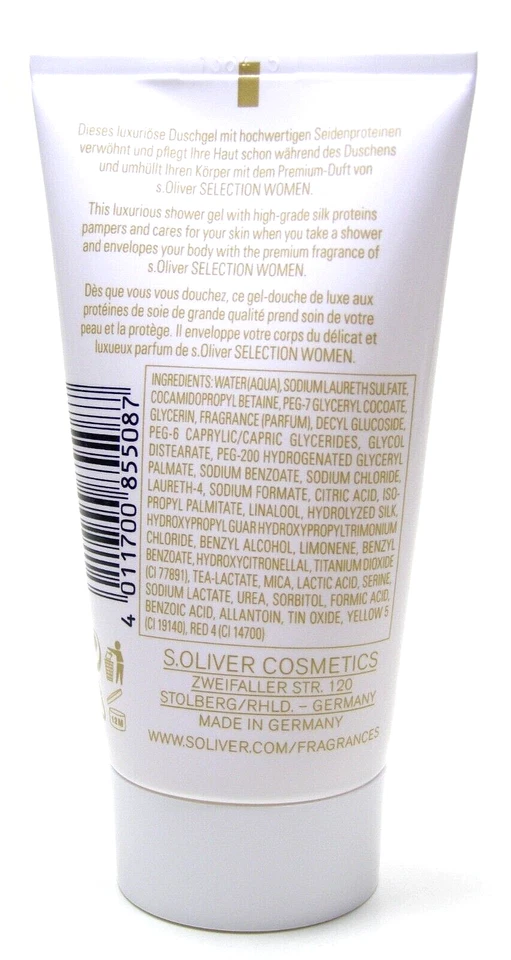 Dieses luxuriöse Duschgel mit hochwertigen Seidenproteinen
verwöhnt und pflegt Ihre Haut schon während des Duschens
und umhüllt Ihren Körper mit dem Premium-Duft von
s.Oliver SELECTION WOMEN.
This luxurious shower gel with high-grade silk proteins
pampers and cares for your skin when you take a shower
and envelopes your body with the premium fragrance of
s.Oliver SELECTION WOMEN.
Dès que vous vous douchez, ce gel-douche de luxe aux
protéines de soie de grande qualité prend soin de votre
peau et la protège. Il enveloppe votre corps du délicat et
luxueux parfum de s.Oliver SELECTION WOMEN.
INGREDIENTS: WATER (AQUA), SODIUM LAURETH SULFATE,
COCAMIDOPROPYL BETAINE, PEG-7 GLYCERYL COCOATE,
GLYCERIN, FRAGRANCE (PARFUM), DECYL GLUCOSIDE,
PEG-6 CAPRYLIC/CAPRIC GLYCERIDES, GLYCOL
DISTEARATE, PEG-200 HYDROGENATED GLYCERYL
PALMATE, SODIUM BENZOATE, SODIUM CHLORIDE,
LAURETH-4, SODIUM FORMATE, CITRIC ACID, ISO-
PROPYL PALMITATE, LINALOOL, HYDROLYZED SILK,
HYDROXYPROPYL GUAR HYDROXYPROPYLTRIMONIUM
CHLORIDE, BENZYL ALCOHOL, LIMONENE, BENZYL
BENZOATE, HYDROXYCITRONELLAL, TITANIUM DIOXIDE
(CI 77891), TEA-LACTATE, MICA, LACTIC ACID, SERINE,
SODIUM LACTATE, UREA, SORBITOL, FORMIC ACID,
BENZOIC ACID, ALLANTOIN, TIN OXIDE, YELLOW 5
(CI 19140), RED 4 (CI 14700)
4 011700 855087
18M
S.OLIVER COSMETICS
ZWEIFALLER STR. 120
STOLBERG/RHLD. – GERMANY
MADE IN GERMANY
WWW.SOLIVER.COM/FRAGRANCES